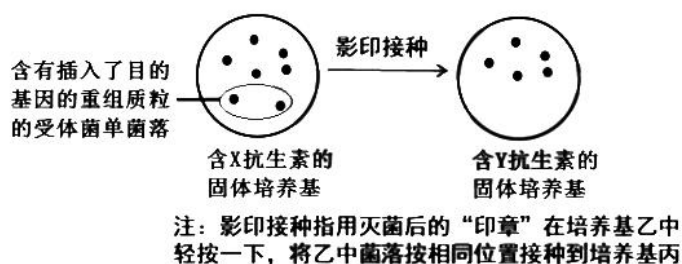 影印接种
含有插入了目的
基因的重组质粒
的受体菌单菌落
含X抗生素的
固体培养基
含Y抗生素的
固体培养基
注：影印接种指用灭菌后的“印章”在培养基乙中
轻按一下，将乙中菌落按相同位置接种到培养基丙